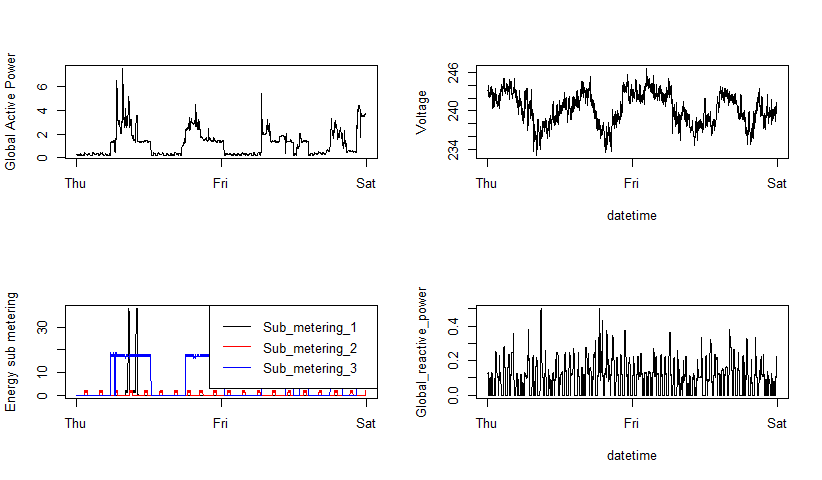 Global Active Power
6
4
2
0
Thu
Fri
Sat
Voltage
246
240
234
Thu
Fri
Sat
datetime
Energy sub metering
30
10
0
Sub_metering_1
Sub_metering_2
Sub_metering_3
Thu
Fri
Sat
Global_reactive_power
0.4
0.2
0.0
Thu
Fri
Sat
datetime